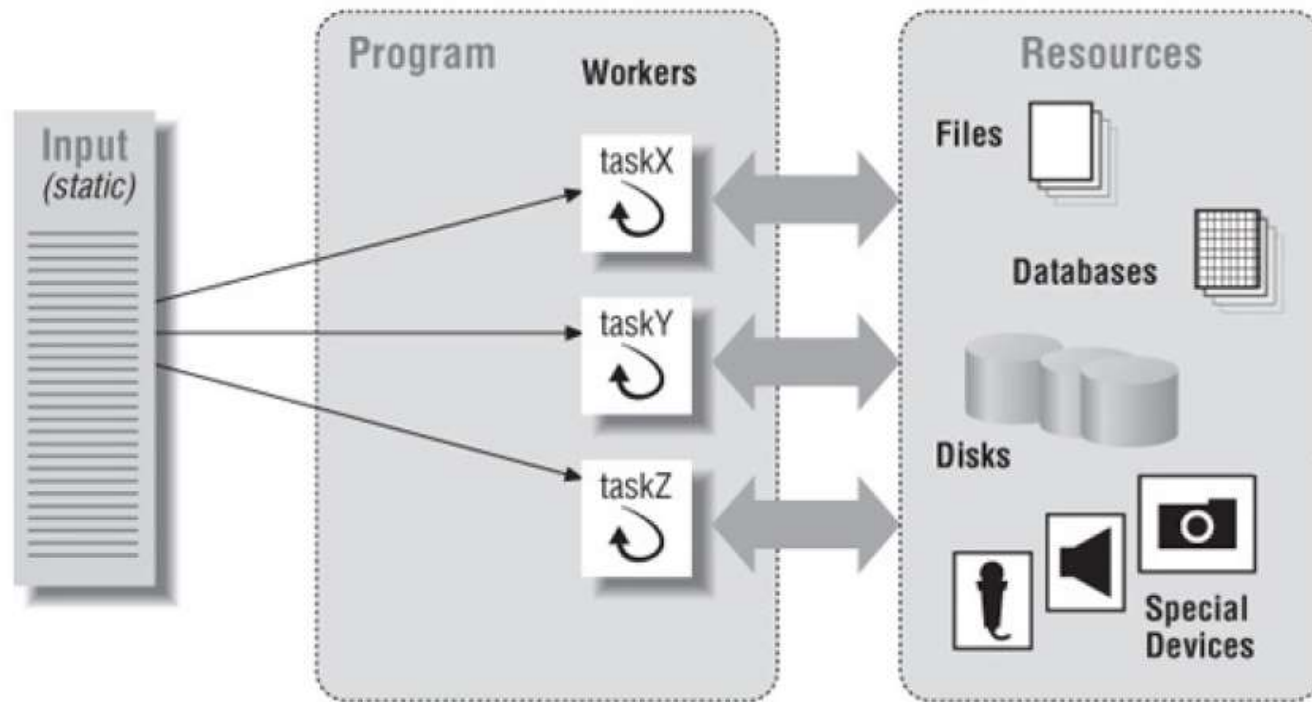 Program
Workers
Resources
Input
(static)
Files
taskX
Databases
taskY
Disks
taskZ
Special
Devices